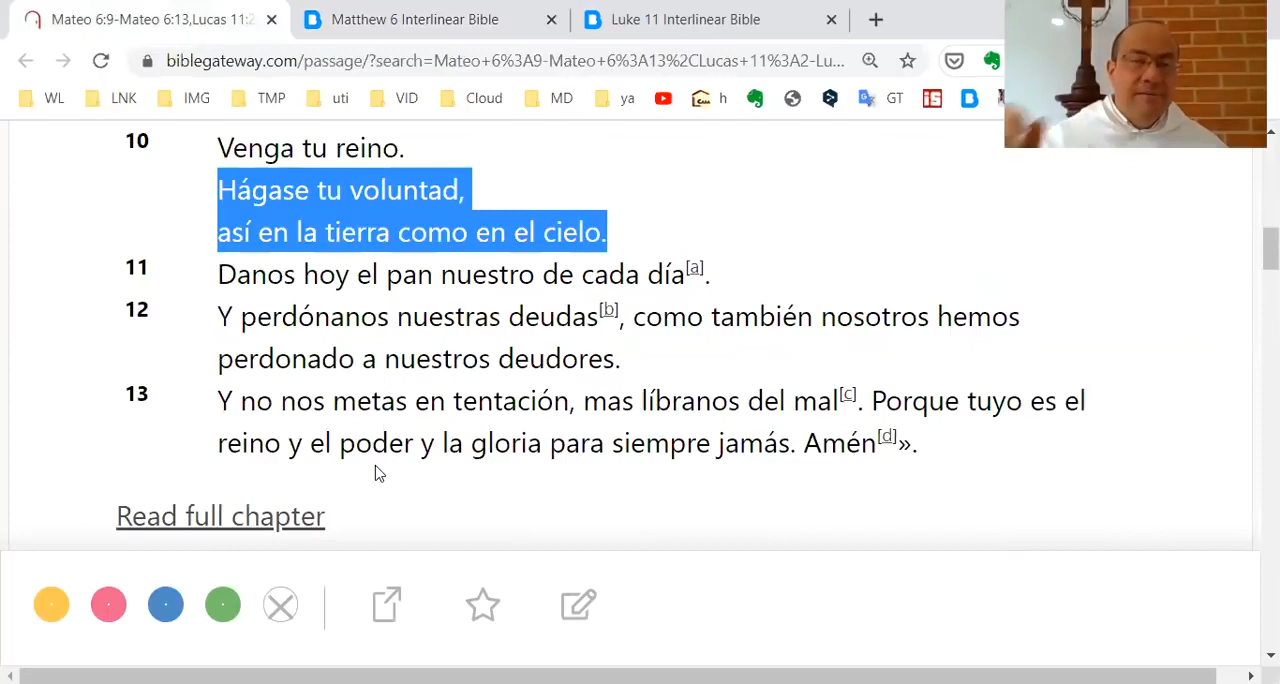 Mateo 6:9-Mateo 6:13,Lucas 11:2
Matthew 6 Interlinear Bible
Luke 11 Interlinear Bible
biblegateway.com/passage/?search=Mateo+6%3A9-Mateo+6%3A13%2CLucas+11%3A2-Lu...
WL LNK IMG TMP uti VID Cloud MD ya h GT
10 Venga tu reino.
Hágase tu voluntad,
así en la tierra como en el cielo.
11 Danos hoy el pan nuestro de cada día[a].
12 Y perdónanos nuestras deudas[b], como también nosotros hemos
perdonado a nuestros deudores.
13 Y no nos metas en tentación, mas líbranos del mal[c]. Porque tuyo es el
reino y el poder y la gloria para siempre jamás. Amén[d]».
Read full chapter